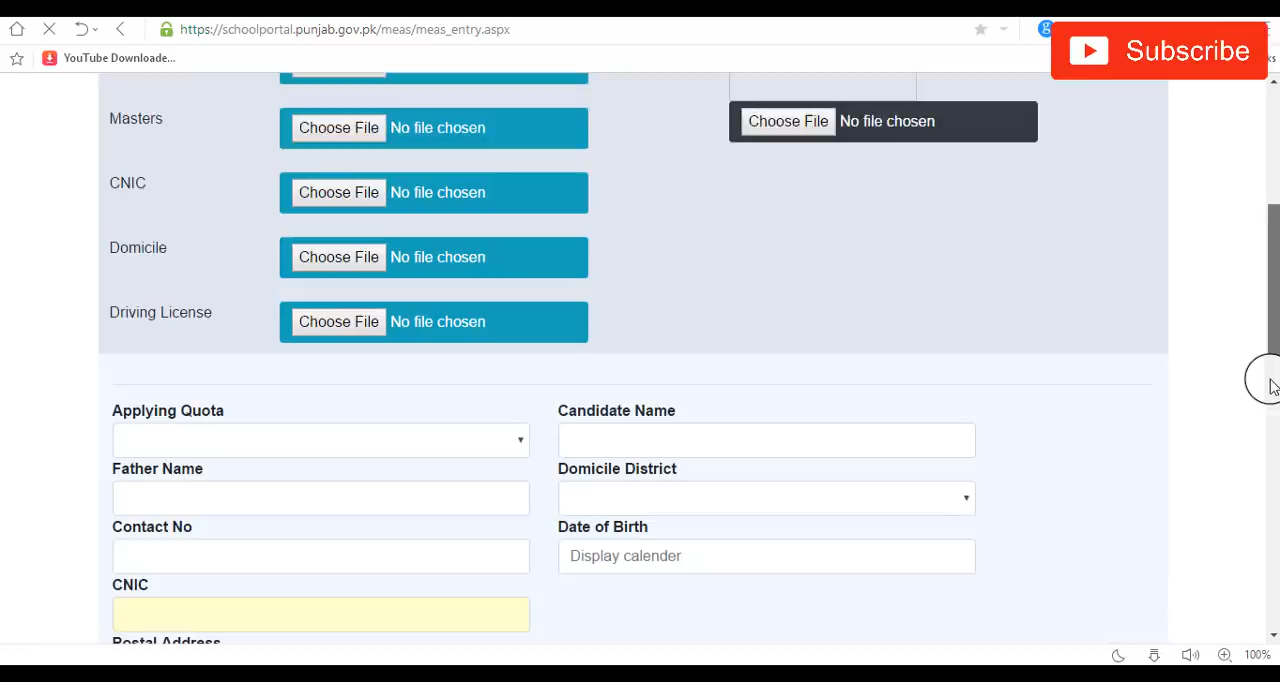 https://schoolportal.punjab.gov.pk/meas/meas_entry.aspx
Subscribe
YouTube Downloade...
Masters
Choose File No file chosen
Choose File No file chosen
CNIC
Choose File No file chosen
Domicile
Choose File No file chosen
Driving License
Choose File No file chosen
Applying Quota
Candidate Name
Father Name
Domicile District
Contact No
Date of Birth
Display calender
CNIC
Postal Address
100%